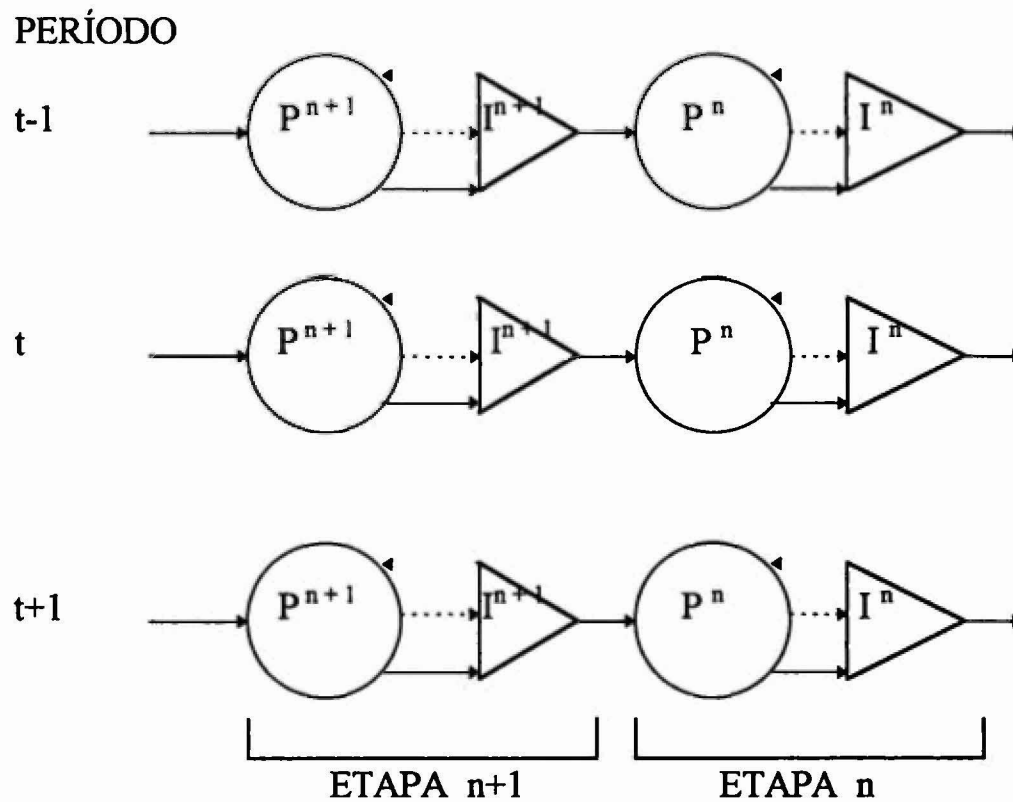 PERÍODO
t-1 P^n+1 I^n+1 P^n I^n
t P^n+1 I^n+1 P^n I^n
t+1 P^n+1 I^n+1 P^n I^n
ETAPA n+1 ETAPA n